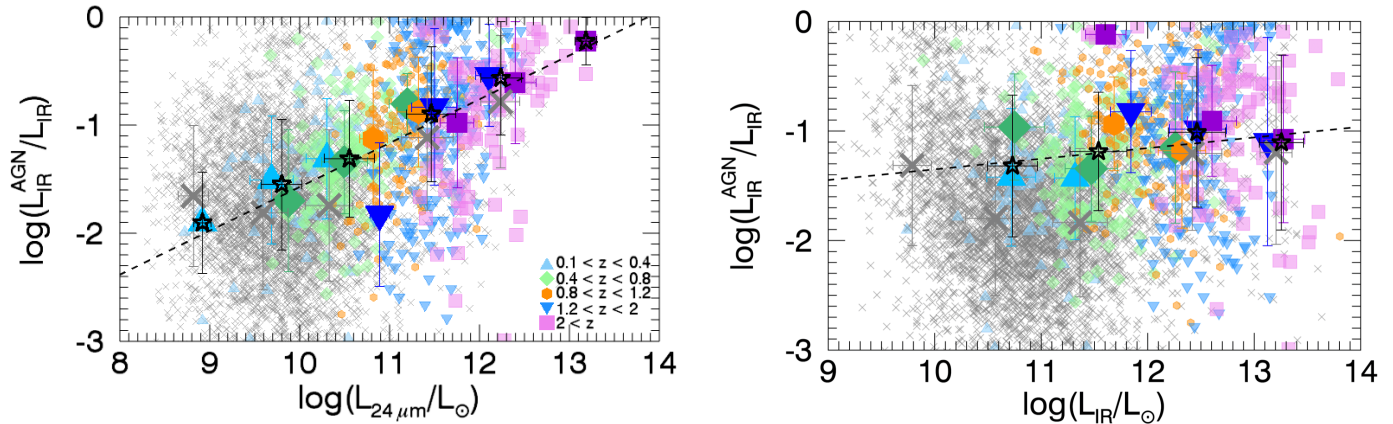 0
-1
-2
-3
log(L_IR^AGN/L_IR)
0.1 < z < 0.4
0.4 < z < 0.8
0.8 < z < 1.2
1.2 < z < 2
2 < z
8 9 10 11 12 13 14
log(L_24 μm/L_⊙)
0
-1
-2
-3
log(L_IR^AGN/L_IR)
9 10 11 12 13 14
log(L_IR/L_⊙)